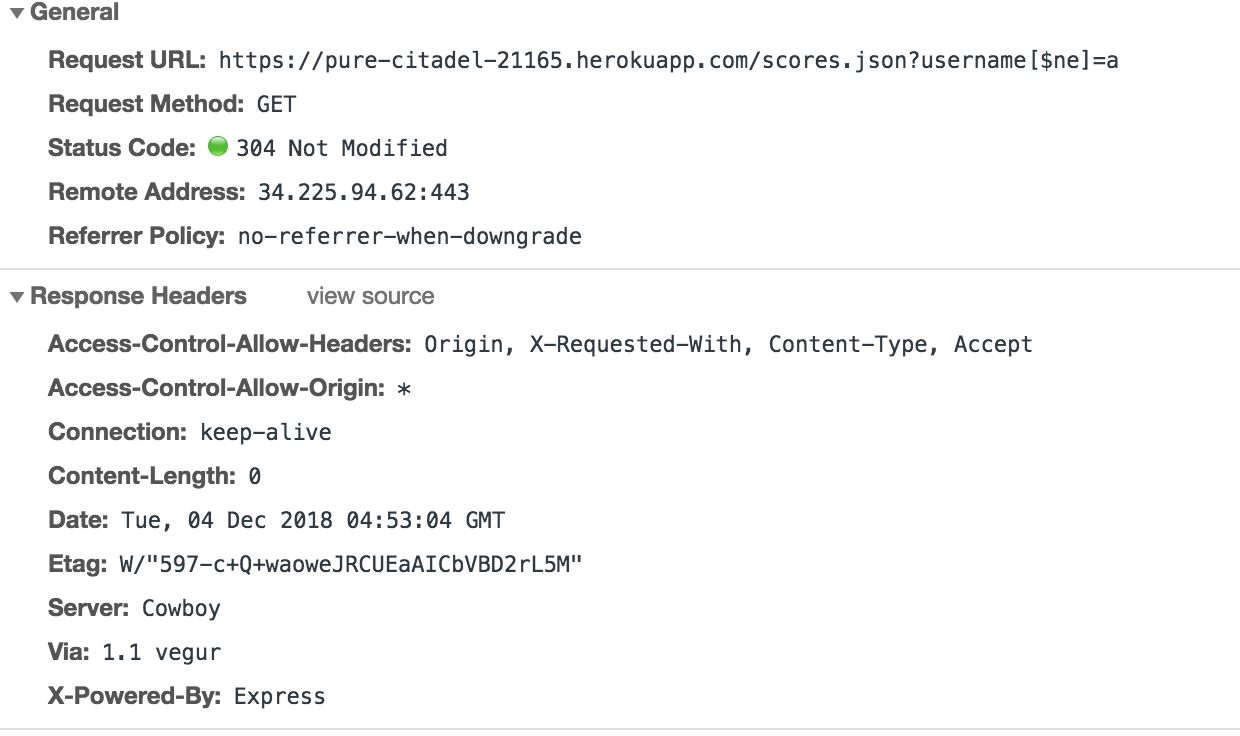 General
Request URL: https://pure-citadel-21165.herokuapp.com/scores.json?username[$ne]=a
Request Method: GET
Status Code: 304 Not Modified
Remote Address: 34.225.94.62:443
Referrer Policy: no-referrer-when-downgrade
Response Headers view source
Access-Control-Allow-Headers: Origin, X-Requested-With, Content-Type, Accept
Access-Control-Allow-Origin: *
Connection: keep-alive
Content-Length: 0
Date: Tue, 04 Dec 2018 04:53:04 GMT
Etag: W/"597-c+Q+waoweJRCUEaAICbVBD2rL5M"
Server: Cowboy
Via: 1.1 vegur
X-Powered-By: Express